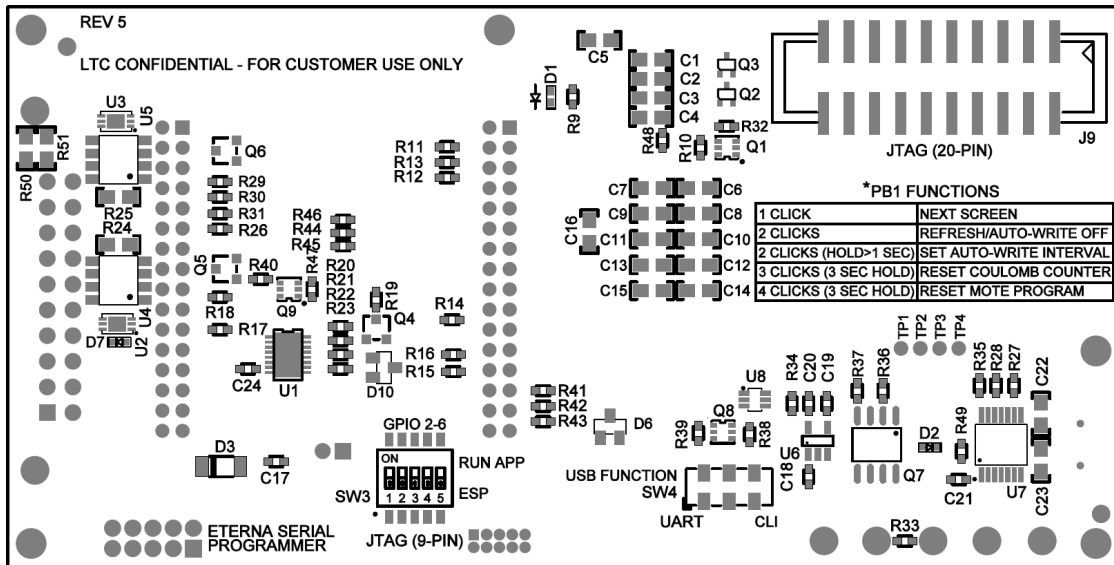 REV 5
LTC CONFIDENTIAL - FOR CUSTOMER USE ONLY
U3
U5
R51
R50
R25
R24
U4
U2
D7
Q6
R29
R30
R31
R26
Q5
R18
R40
Q9
R47
R46
R44
R45
R20
R21
R22
R23
R17
C24
U1
R19
Q4
D10
R11
R13
R12
R14
R16
R15
D3
C17
GPIO 2-6
ON
1 2 3 4 5
SW3
RUN APP
ESP
JTAG (9-PIN)
ETERNA SERIAL
PROGRAMMER
C5
D1
R9
C1
C2
C3
C4
R48
R10
Q3
Q2
R32
Q1
JTAG (20-PIN)
J9
C7
C6
C9
C8
C16
C11
C10
C13
C12
C15
C14
*PB1 FUNCTIONS
1 CLICK NEXT SCREEN
2 CLICKS REFRESH/AUTO-WRITE OFF
2 CLICKS (HOLD>1 SEC) SET AUTO-WRITE INTERVAL
3 CLICKS (3 SEC HOLD) RESET COULOMB COUNTER
4 CLICKS (3 SEC HOLD) RESET MOTE PROGRAM
TP1
TP2
TP3
TP4
R41
R42
R43
D6
R39
Q8
U8
R38
R34
C20
C19
U6
C18
R37
R36
Q7
D2
R49
C21
R35
R28
R27
C22
U7
C23
R33
USB FUNCTION
SW4
UART
CLI